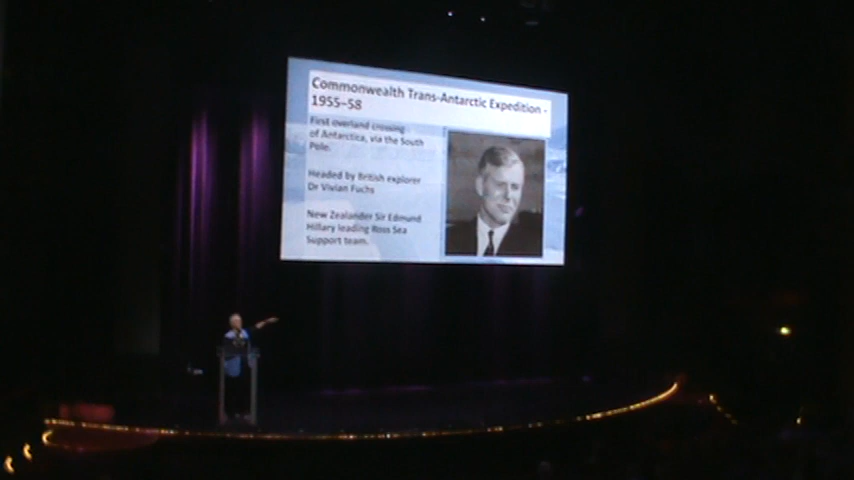 Commonwealth Trans-Antarctic Expedition -
1955–58
First overland crossing
of Antarctica, via the South
Pole.
Headed by British explorer
Dr Vivian Fuchs
New Zealander Sir Edmund
Hillary leading Ross Sea
Support team.